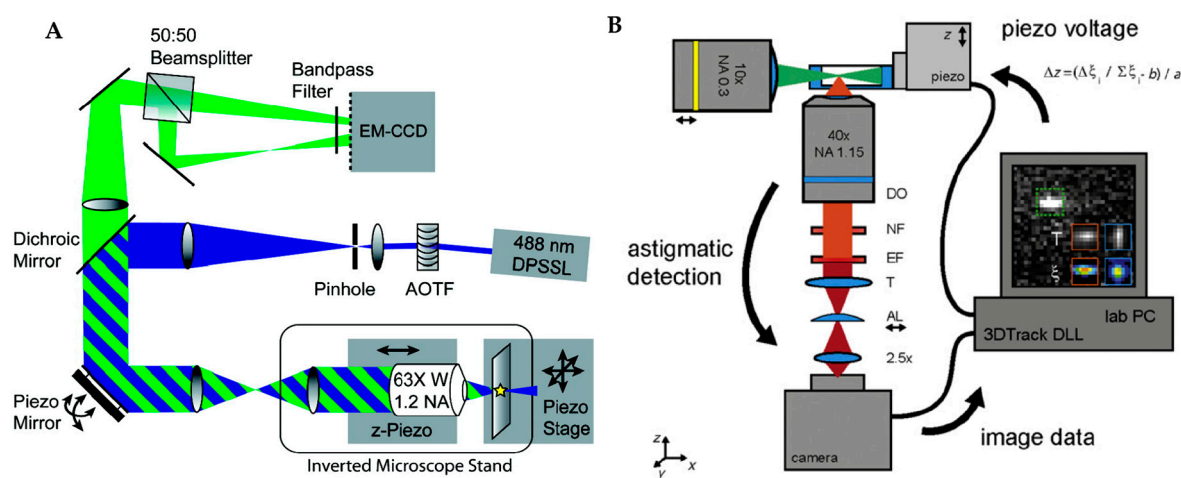 A
50:50
Beamsplitter
Bandpass
Filter
EM-CCD
Dichroic
Mirror
Pinhole
AOTF
488 nm
DPSSL
63X W
1.2 NA
z-Piezo
Piezo
Mirror
Piezo
Stage
Inverted Microscope Stand
B
10x
NA 0.3
z
piezo
piezo voltage
Δz=(Δξi / Σξi- b) / a
40x
NA 1.15
DO
NF
EF
T
AL
2.5x
astigmatic
detection
T
ξ
lab PC
3DTrack DLL
image data
camera
z
y
x